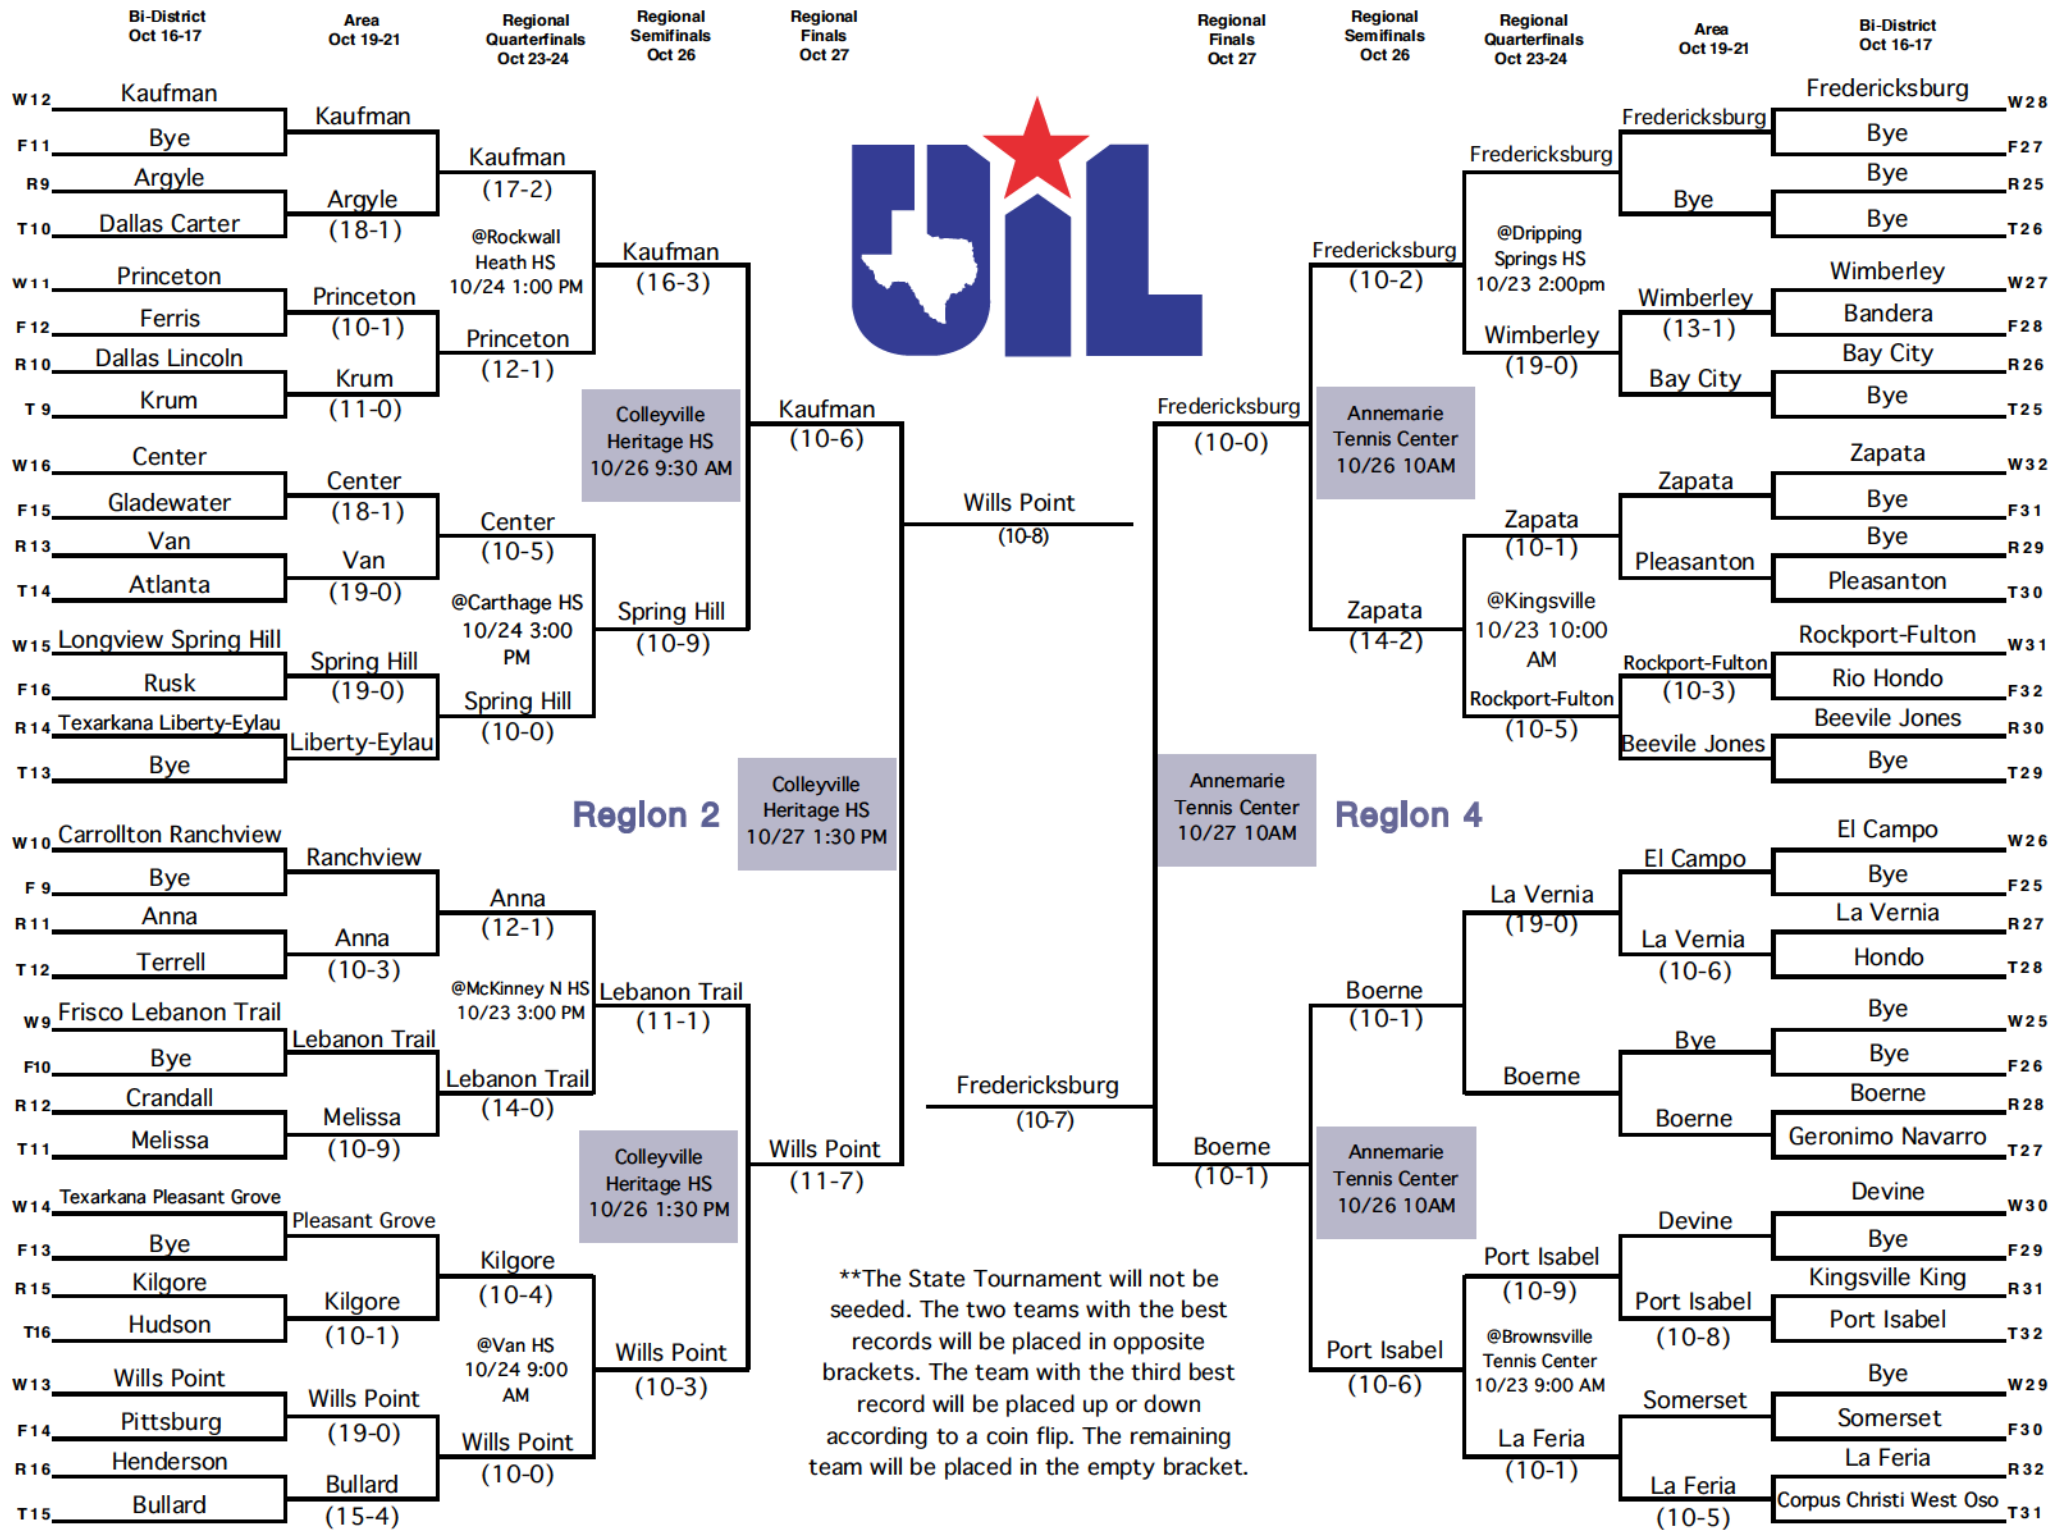 Bi-District
Oct 16-17
Area
Oct 19-21
Regional
Quarterfinals
Oct 23-24
Regional
Semifinals
Oct 26
Regional
Finals
Oct 27
Regional
Finals
Oct 27
Regional
Semifinals
Oct 26
Regional
Quarterfinals
Oct 23-24
Area
Oct 19-21
Bi-District
Oct 16-17
W12 Kaufman
F11 Bye
R9 Argyle
T10 Dallas Carter
W11 Princeton
F12 Ferris
R10 Dallas Lincoln
T 9 Krum
W16 Center
F15 Gladewater
R13 Van
T14 Atlanta
W15 Longview Spring Hill
F16 Rusk
R14 Texarkana Liberty-Eylau
T13 Bye
W10 Carrollton Ranchview
F 9 Bye
R11 Anna
T12 Terrell
W9 Frisco Lebanon Trail
F10 Bye
R12 Crandall
T11 Melissa
W14 Texarkana Pleasant Grove
F13 Bye
R15 Kilgore
T16 Hudson
W13 Wills Point
F14 Pittsburg
R16 Henderson
T15 Bullard
Kaufman
Argyle
(18-1)
Princeton
(10-1)
Krum
(11-0)
Center
(18-1)
Van
(19-0)
Spring Hill
(19-0)
Liberty-Eylau
Ranchview
Anna
(10-3)
Lebanon Trail
Melissa
(10-9)
Pleasant Grove
Kilgore
(10-1)
Wills Point
(19-0)
Bullard
(15-4)
Kaufman
(17-2)
@Rockwall
Heath HS
10/24 1:00 PM
Princeton
(12-1)
Center
(10-5)
@Carthage HS
10/24 3:00
PM
Spring Hill
(10-0)
Anna
(12-1)
@McKinney N HS
10/23 3:00 PM
Lebanon Trail
(14-0)
Kilgore
(10-4)
@Van HS
10/24 9:00
AM
Wills Point
(10-0)
Kaufman
(16-3)
Colleyville
Heritage HS
10/26 9:30 AM
Spring Hill
(10-9)
Region 2
Lebanon Trail
(11-1)
Colleyville
Heritage HS
10/26 1:30 PM
Wills Point
(10-3)
Kaufman
(10-6)
Colleyville
Heritage HS
10/27 1:30 PM
Wills Point
(11-7)
UIL
Wills Point
(10-8)
Fredericksburg
(10-7)
**The State Tournament will not be
seeded. The two teams with the best
records will be placed in opposite
brackets. The team with the third best
record will be placed up or down
according to a coin flip. The remaining
team will be placed in the empty bracket.
Fredericksburg
(10-0)
Annemarie
Tennis Center
10/27 10AM
Boerne
(10-1)
Fredericksburg
(10-2)
Annemarie
Tennis Center
10/26 10AM
Zapata
(14-2)
Region 4
Boerne
(10-1)
Annemarie
Tennis Center
10/26 10AM
Port Isabel
(10-6)
Fredericksburg
@Dripping
Springs HS
10/23 2:00pm
Wimberley
(19-0)
Zapata
(10-1)
@Kingsville
10/23 10:00
AM
Rockport-Fulton
(10-5)
La Vernia
(19-0)
Boerne
Port Isabel
(10-9)
@Brownsville
Tennis Center
10/23 9:00 AM
La Feria
(10-1)
Fredericksburg
Bye
Wimberley
(13-1)
Bay City
Zapata
Pleasanton
Rockport-Fulton
(10-3)
Beevile Jones
El Campo
La Vernia
(10-6)
Bye
Boerne
Devine
Port Isabel
(10-8)
Somerset
La Feria
(10-5)
Fredericksburg W28
Bye F27
Bye R25
Bye T26
Wimberley W27
Bandera F28
Bay City R26
Bye T25
Zapata W32
Bye F31
Bye R29
Pleasanton T30
Rockport-Fulton W31
Rio Hondo F32
Beevile Jones R30
Bye T29
El Campo W26
Bye F25
La Vernia R27
Hondo T28
Bye W25
Bye F26
Boerne R28
Geronimo Navarro T27
Devine W30
Bye F29
Kingsville King R31
Port Isabel T32
Bye W29
Somerset F30
La Feria R32
Corpus Christi West Oso T31